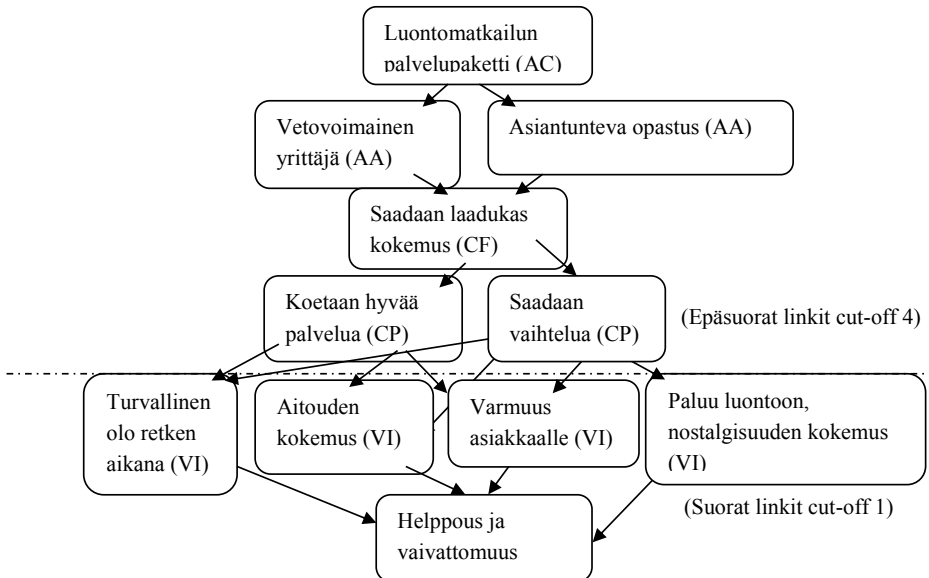 Luontomatkailun
palvelupaketti (AC)
Vetovoimainen
yrittäjä (AA)
Asiantunteva opastus (AA)
Saadaan laadukas
kokemus (CF)
Koetaan hyvää
palvelua (CP)
Saadaan
vaihtelua (CP)
(Epäsuorat linkit cut-off 4)
Turvallinen
olo retken
aikana (VI)
Aitouden
kokemus (VI)
Varmuus
asiakkaalle (VI)
Paluu luontoon,
nostalgisuuden kokemus
(VI)
(Suorat linkit cut-off 1)
Helppous ja
vaivattomuus